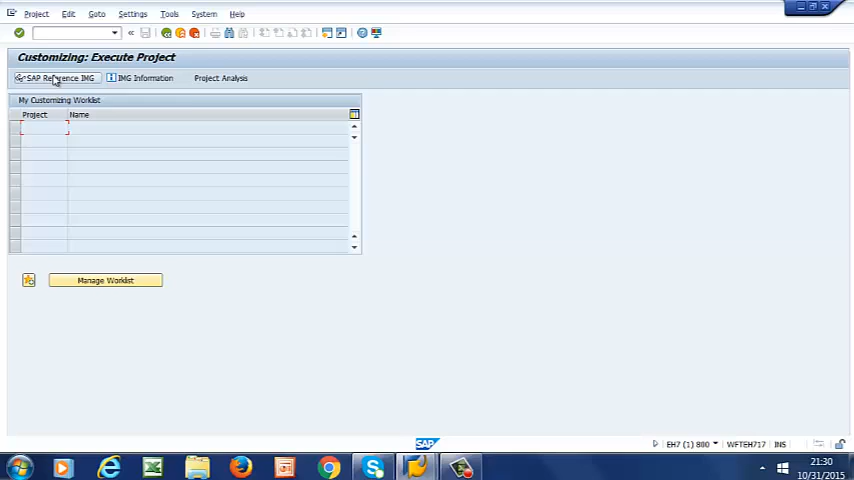 Project Edit Goto Settings Tools System Help
Customizing: Execute Project
SAP Reference IMG IMG Information Project Analysis
My Customizing Worklist
Project Name
Manage Worklist
SAP EH7 (1) 800 WFTEH717 INS
21:30
10/31/2015